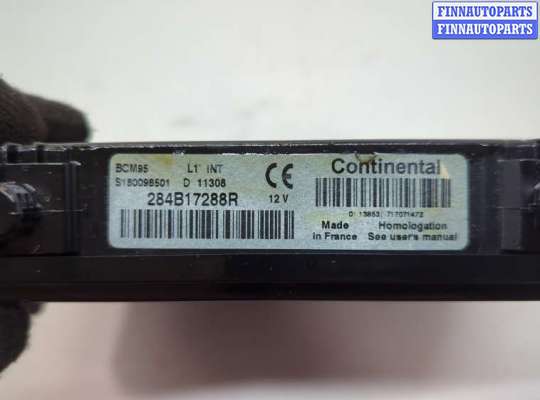 FINNAUTOPARTS
FINNAUTOPARTS
BCM95 L1 INT
S180098501 D 11308
284B17288R 12 V
CE
Continental
Made
in France
Homologation
See user's manual